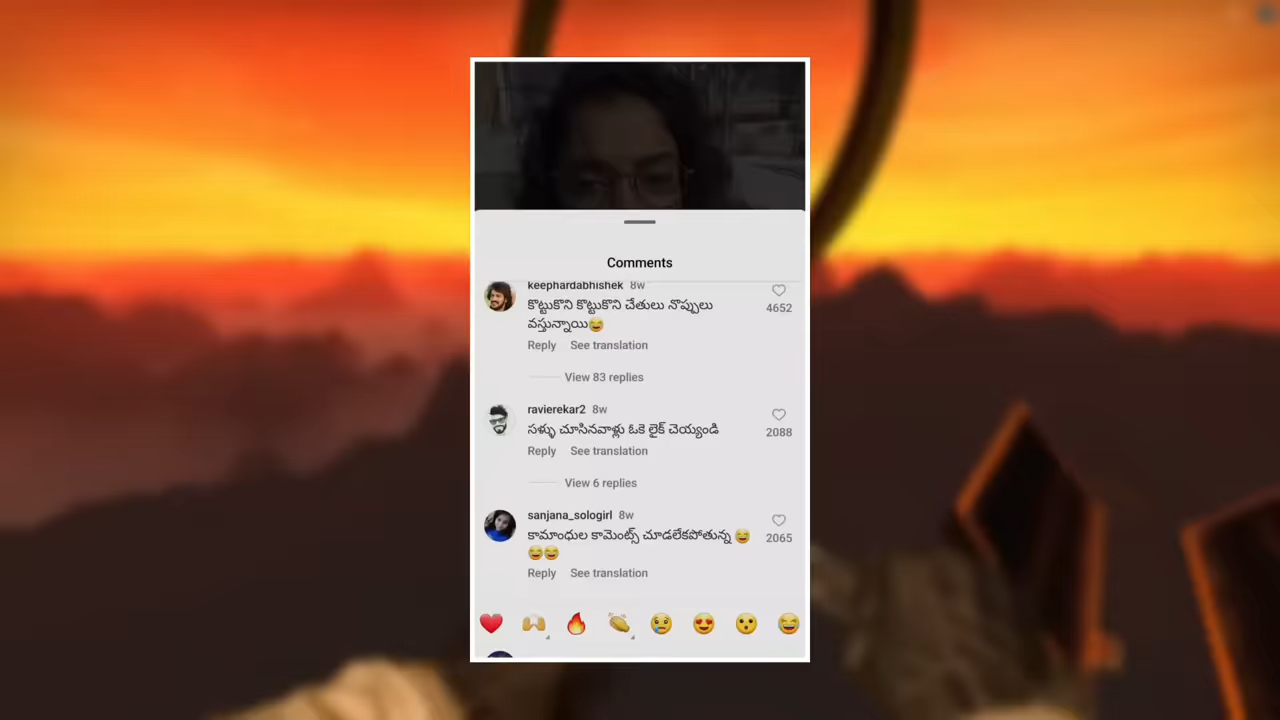 Comments
keephardabhishek 8w
కొట్టుకొని కొట్టుకొని చేతులు నొప్పులు
వస్తున్నాయి😂
4652
Reply See translation
View 83 replies
ravierekar2 8w
సళ్ళు చూసినవాళ్లు ఓకె లైక్ చెయ్యండి
2088
Reply See translation
View 6 replies
sanjana_sologirl 8w
కామాంధుల కామెంట్స్ చూడలేకపోతున్న 😂
😂😂
2065
Reply See translation